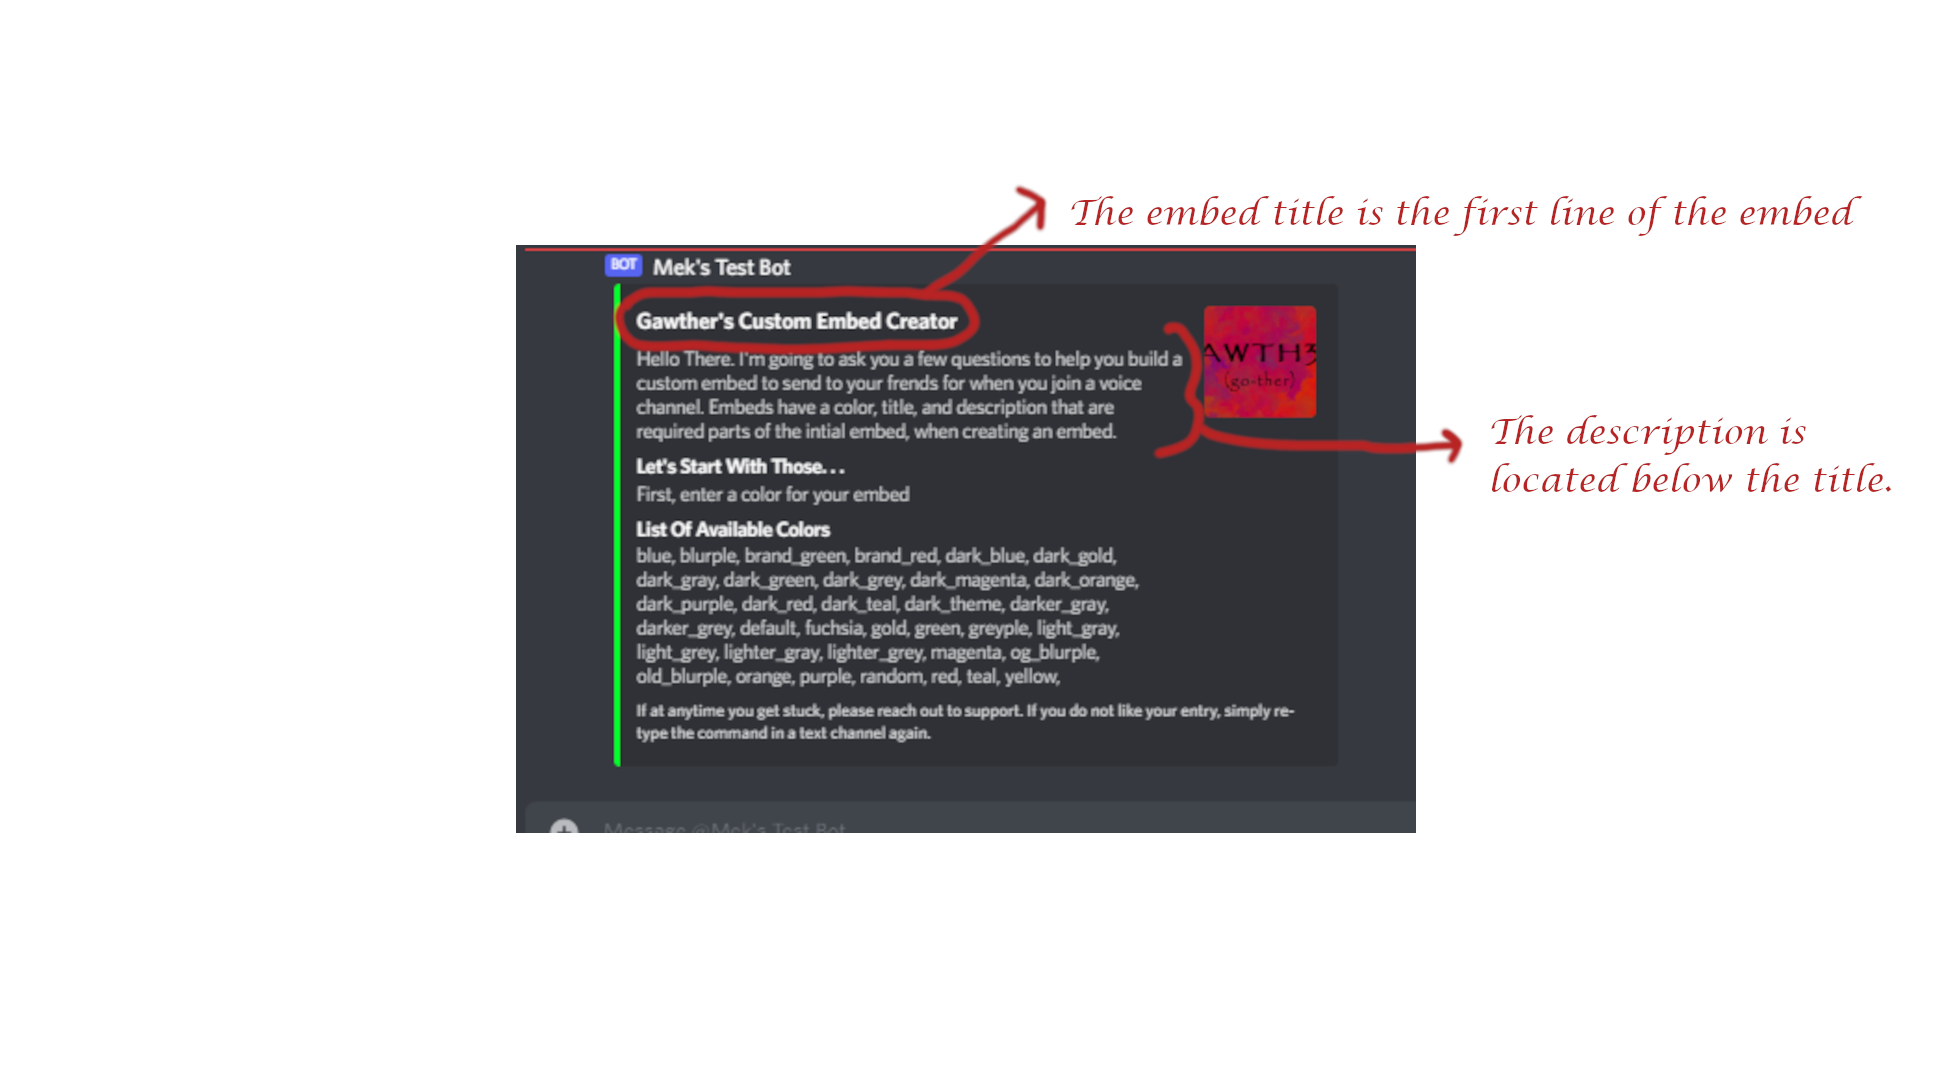 The embed title is the first line of the embed
BOT Mek's Test Bot
Gawther's Custom Embed Creator
Hello There. I'm going to ask you a few questions to help you build a
custom embed to send to your frends for when you join a voice
channel. Embeds have a color, title, and description that are
required parts of the intial embed, when creating an embed.
AWTH3
(go-ther)
The description is
located below the title.
Let's Start With Those...
First, enter a color for your embed
List Of Available Colors
blue, blurple, brand_green, brand_red, dark_blue, dark_gold,
dark_gray, dark_green, dark_grey, dark_magenta, dark_orange,
dark_purple, dark_red, dark_teal, dark_theme, darker_gray,
darker_grey, default, fuchsia, gold, green, greyple, light_gray,
light_grey, lighter_gray, lighter_grey, magenta, og_blurple,
old_blurple, orange, purple, random, red, teal, yellow,
If at anytime you get stuck, please reach out to support. If you do not like your entry, simply re-
type the command in a text channel again.
Message @Mek's Test Bot